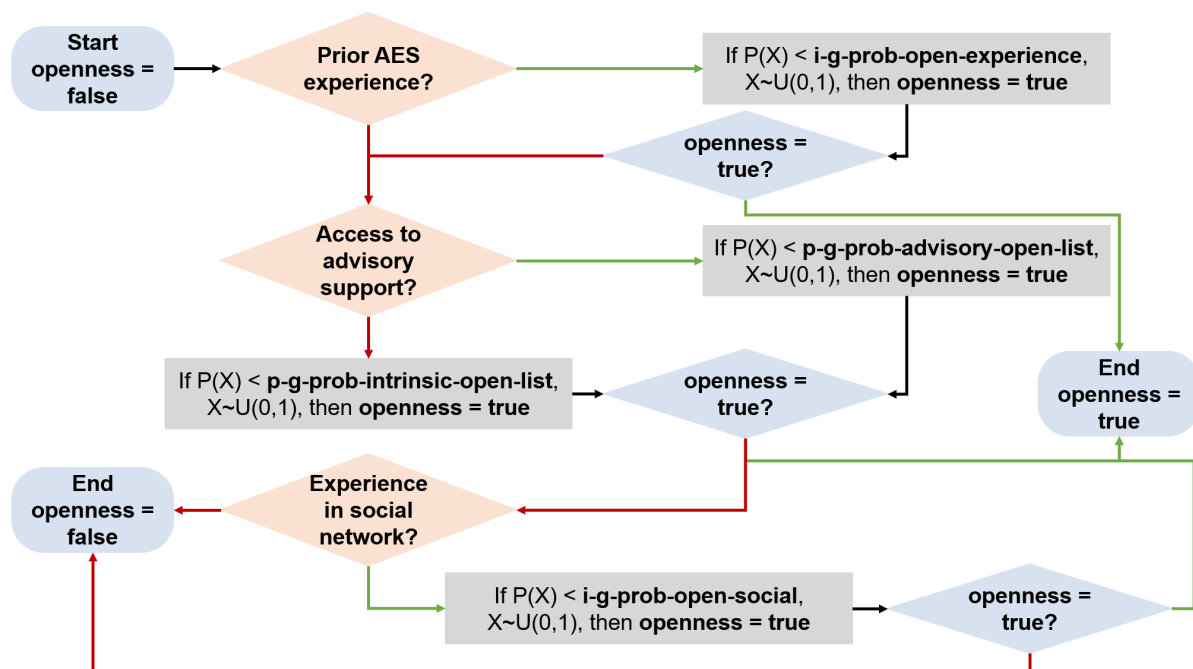 Start
openness =
false
Prior AES
experience?
If P(X) < i-g-prob-open-experience,
X~U(0,1), then openness = true
openness =
true?
Access to
advisory
support?
If P(X) < p-g-prob-advisory-open-list,
X~U(0,1), then openness = true
If P(X) < p-g-prob-intrinsic-open-list,
X~U(0,1), then openness = true
openness =
true?
End
openness =
true
End
openness =
false
Experience
in social
network?
If P(X) < i-g-prob-open-social,
X~U(0,1), then openness = true
openness =
true?